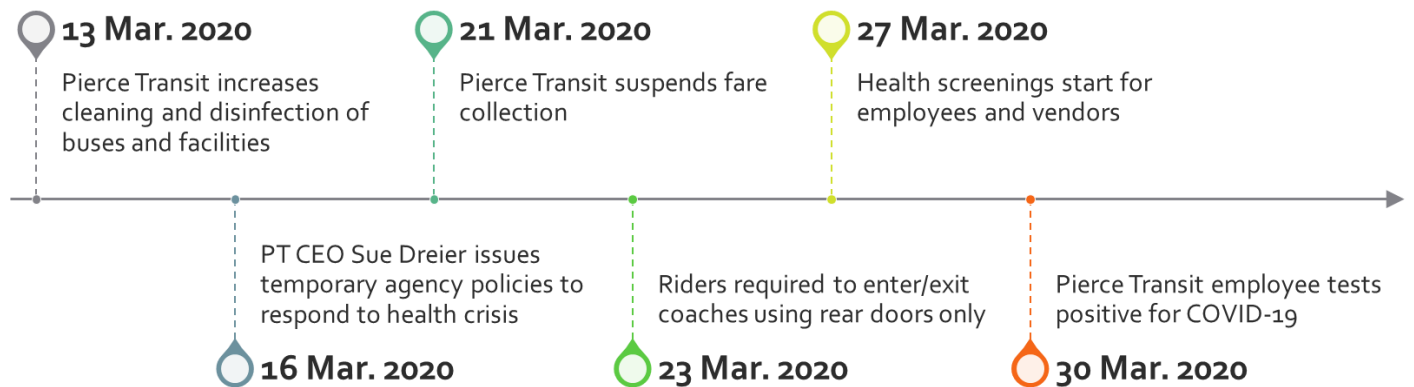 13 Mar. 2020
Pierce Transit increases
cleaning and disinfection of
buses and facilities
21 Mar. 2020
Pierce Transit suspends fare
collection
27 Mar. 2020
Health screenings start for
employees and vendors
PT CEO Sue Dreier issues
temporary agency policies to
respond to health crisis
16 Mar. 2020
Riders required to enter/exit
coaches using rear doors only
23 Mar. 2020
Pierce Transit employee tests
positive for COVID-19
30 Mar. 2020